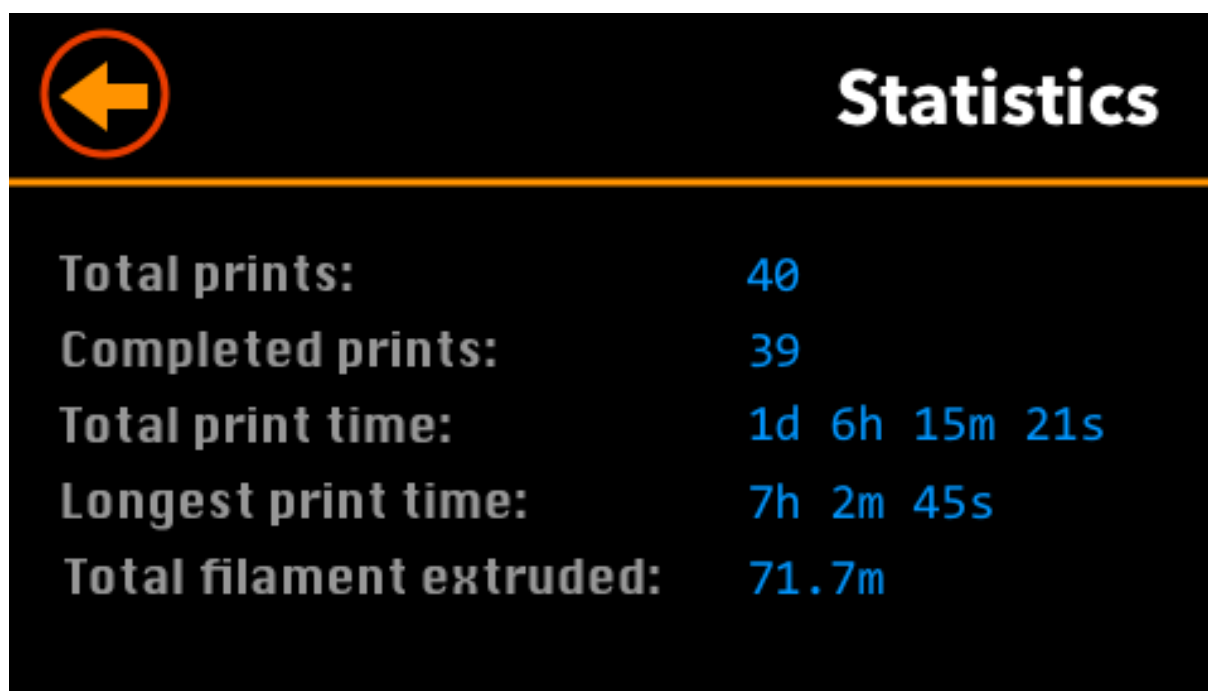 Statistics
Total prints: 40
Completed prints: 39
Total print time: 1d 6h 15m 21s
Longest print time: 7h 2m 45s
Total filament extruded: 71.7m